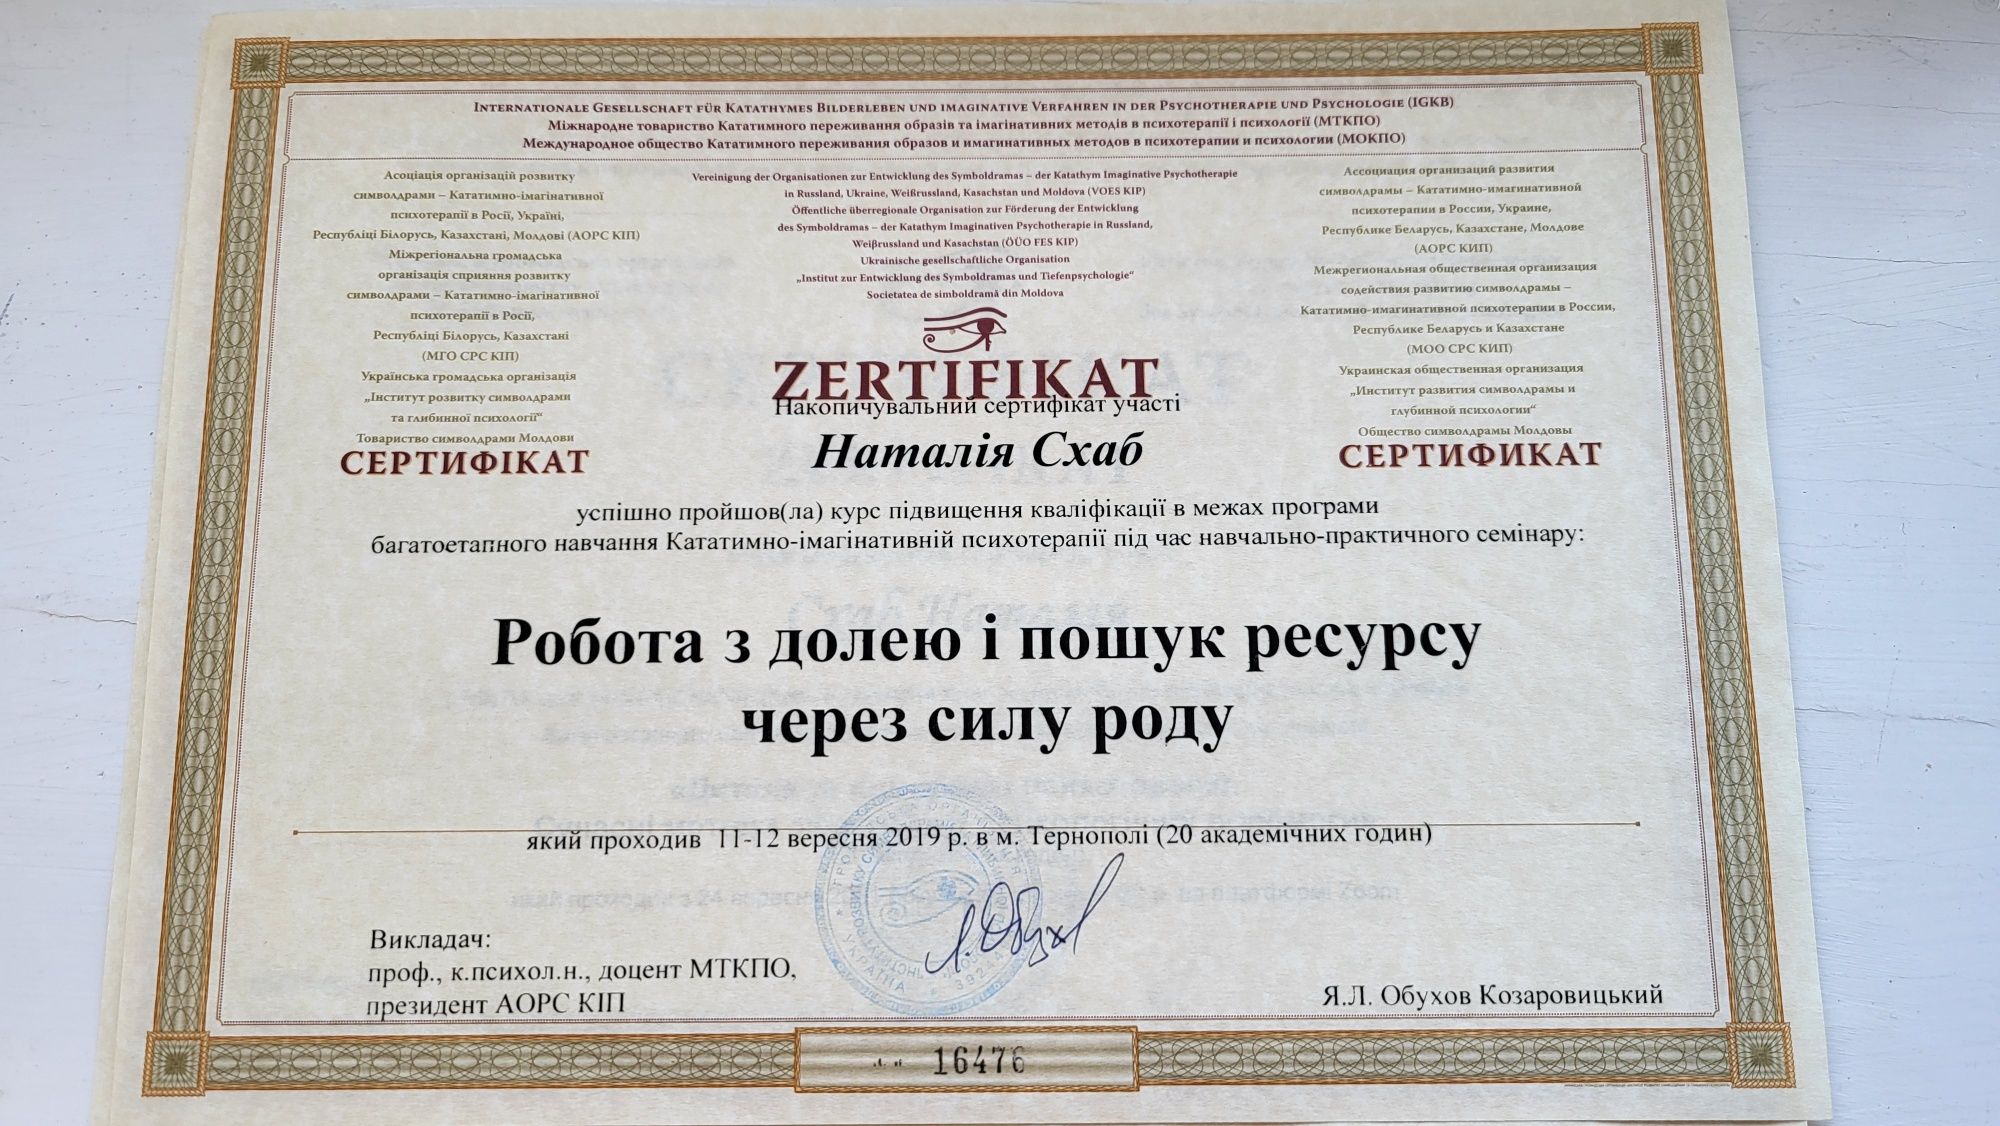 INTERNATIONALE GESELLSCHAFT FÜR KATATHYMES BILDERLEBEN UND IMAGINATIVE VERFAHREN IN DER PSYCHOTHERAPIE UND PSYCHOLOGIE (IGKB)
Міжнародне товариство Кататимного переживання образів та імагінативних методів в психотерапії і психології (МТКПО)
Международное общество Кататимного переживания образов и имагинативных методов в психотерапии и психологии (МОКПО)
Асоціація організацій розвитку
символдрами – Кататимно-імагінативної
психотерапії в Росії, Україні,
Республіці Білорусь, Казахстані, Молдові (АОРС КІП)
Міжрегіональна громадська
організація сприяння розвитку
символдрами – Кататимно-імагінативної
психотерапії в Росії,
Республіці Білорусь, Казахстані
(МГО СРС КІП)
Українська громадська організація
„Інститут розвитку символдрами
та глибинної психології“
Товариство символдрами Молдови
СЕРТИФІКАТ
Vereinigung der Organisationen zur Entwicklung des Symboldramas – der Katathym Imaginative Psychotherapie
in Russland, Ukraine, Weißrussland, Kasachstan und Moldova (VOES KIP)
Öffentliche überregionale Organisation zur Förderung der Entwicklung
des Symboldramas – der Katathym Imaginativen Psychotherapie in Russland,
Weißrussland und Kasachstan (ÖÜO FES KIP)
Ukrainische gesellschaftliche Organisation
„Institut zur Entwicklung des Symboldramas und Tiefenpsychologie“
Societatea de simboldramă din Moldova
ZERTIFIKAT
Ассоциация организаций развития
символдрамы – Кататимно-имагинативной
психотерапии в России, Украине,
Республике Беларусь, Казахстане, Молдове
(АОРС КИП)
Межрегиональная общественная организация
содействия развитию символдрамы –
Кататимно-имагинативной психотерапии в России,
Республике Беларусь и Казахстане
(МОО СРС КИП)
Украинская общественная организация
„Институт развития символдрамы и
глубинной психологии“
Общество символдрамы Молдовы
СЕРТИФИКАТ
Накопичувальний сертифікат участі
Наталія Схаб
успішно пройшов(ла) курс підвищення кваліфікації в межах програми
багатоетапного навчання Кататимно-імагінативній психотерапії під час навчально-практичного семінару:
Робота з долею і пошук ресурсу
через силу роду
який проходив 11-12 вересня 2019 р. в м. Тернополі (20 академічних годин)
Викладач:
проф., к.психол.н., доцент МТКПО,
президент АОРС КІП
Я.Л. Обухов Козаровицький
16476